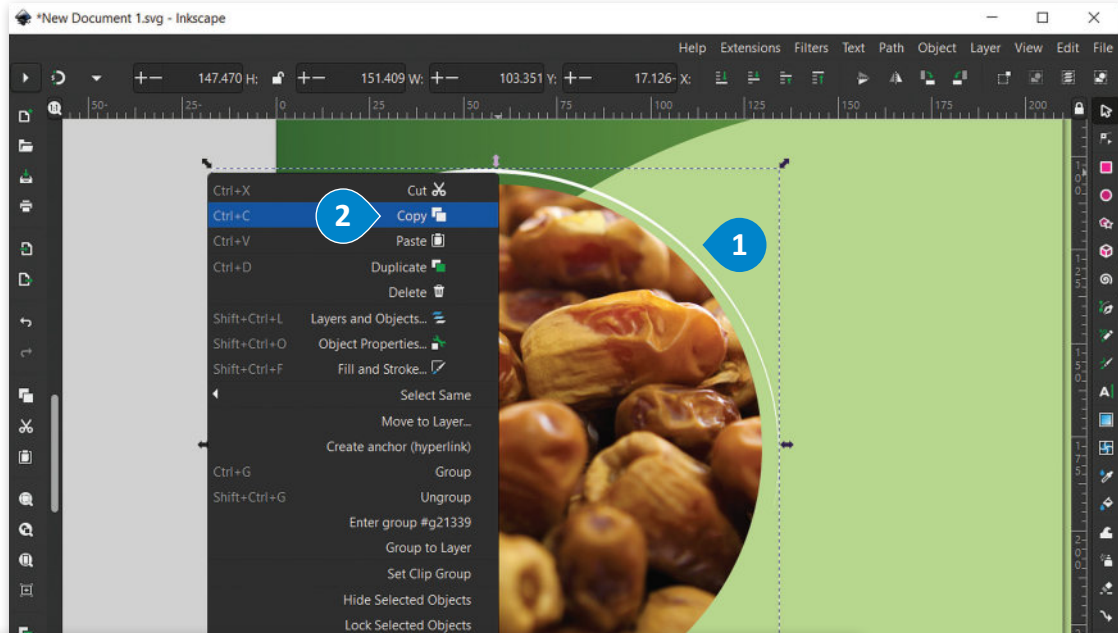 *New Document 1.svg - Inkscape
Help Extensions Filters Text Path Object Layer View Edit File
147.470 H: 151.409 W: 103.351 Y: 17.126- X:
50- 25- 0 25 50 75 100 125 150 175 200
Ctrl+X Cut
Ctrl+C 2 Copy
Ctrl+V Paste
1
Ctrl+D Duplicate
Delete
Shift+Ctrl+L Layers and Objects...
Shift+Ctrl+O Object Properties...
Shift+Ctrl+F Fill and Stroke...
Select Same
Move to Layer...
Create anchor (hyperlink)
Ctrl+G Group
Shift+Ctrl+G Ungroup
Enter group #g21339
Group to Layer
Set Clip Group
Hide Selected Objects
Lock Selected Objects